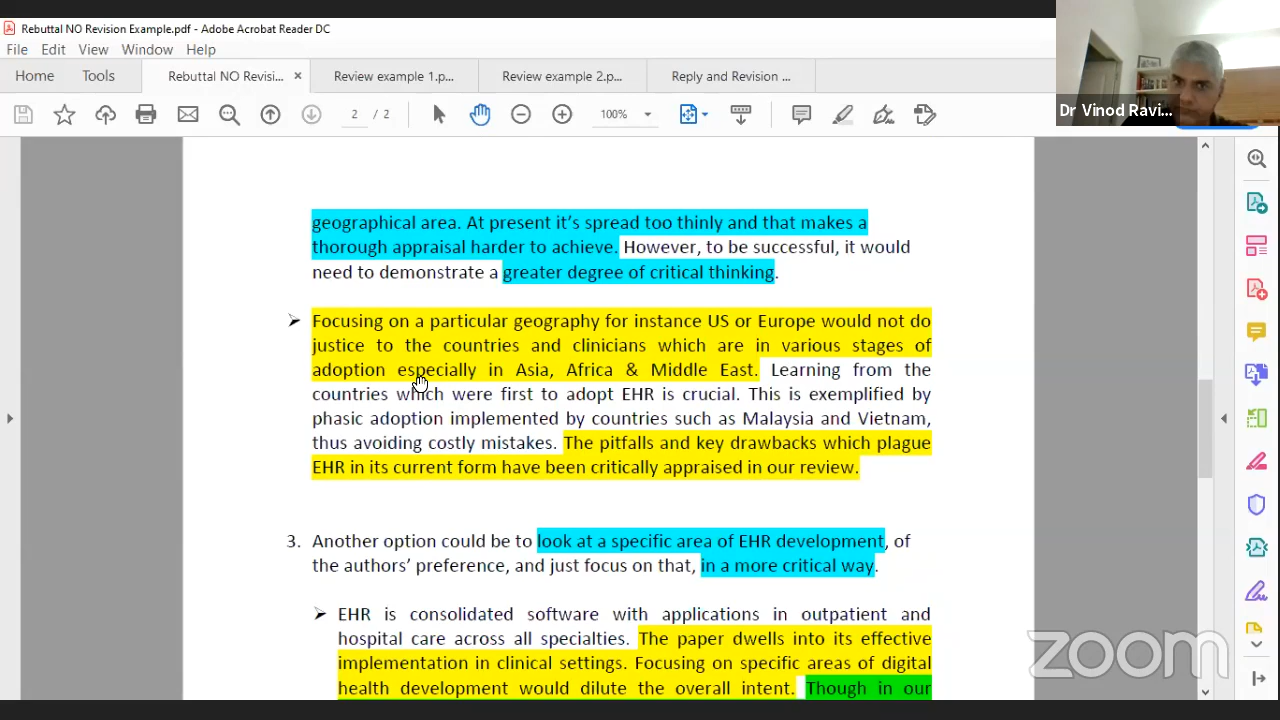 Rebuttal NO Revision Example.pdf - Adobe Acrobat Reader DC
File Edit View Window Help
Home Tools Rebuttal NO Revisi... × Review example 1.p... Review example 2.p... Reply and Revision ...
2 / 2 100%
Dr Vinod Ravi...
geographical area. At present it's spread too thinly and that makes a
thorough appraisal harder to achieve. However, to be successful, it would
need to demonstrate a greater degree of critical thinking.
➢ Focusing on a particular geography for instance US or Europe would not do
justice to the countries and clinicians which are in various stages of
adoption especially in Asia, Africa & Middle East. Learning from the
countries which were first to adopt EHR is crucial. This is exemplified by
phasic adoption implemented by countries such as Malaysia and Vietnam,
thus avoiding costly mistakes. The pitfalls and key drawbacks which plague
EHR in its current form have been critically appraised in our review.
3. Another option could be to look at a specific area of EHR development, of
the authors' preference, and just focus on that, in a more critical way.
➢ EHR is consolidated software with applications in outpatient and
hospital care across all specialties. The paper dwells into its effective
implementation in clinical settings. Focusing on specific areas of digital
health development would dilute the overall intent. Though in our
zoom